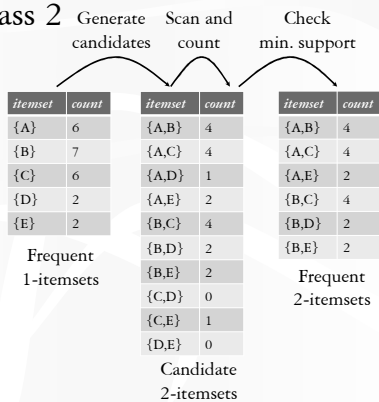 ass 2
Generate candidates
Scan and count
Check min. support
itemset count
{A} 6
{B} 7
{C} 6
{D} 2
{E} 2
Frequent
1-itemsets
itemset count
{A,B} 4
{A,C} 4
{A,D} 1
{A,E} 2
{B,C} 4
{B,D} 2
{B,E} 2
{C,D} 0
{C,E} 1
{D,E} 0
Candidate
2-itemsets
itemset count
{A,B} 4
{A,C} 4
{A,E} 2
{B,C} 4
{B,D} 2
{B,E} 2
Frequent
2-itemsets